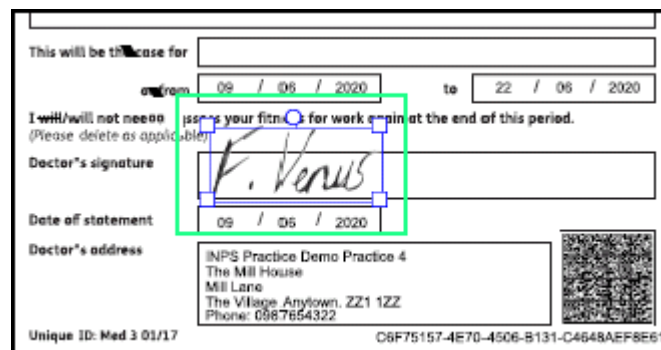 This will be the case for
or from 09 / 06 / 2020 to 22 / 06 / 2020
I will/will not need assess your fitness for work again at the end of this period.
(Please delete as applicable)
Doctor's signature F. Venus
Date of statement 09 / 06 / 2020
Doctor's address
INPS Practice Demo Practice 4
The Mill House
Mill Lane
The Village Anytown. ZZ1 1ZZ
Phone: 0987654322
Unique ID: Med 3 01/17 C6F75157-4E70-4506-B131-C4648AEF8E61